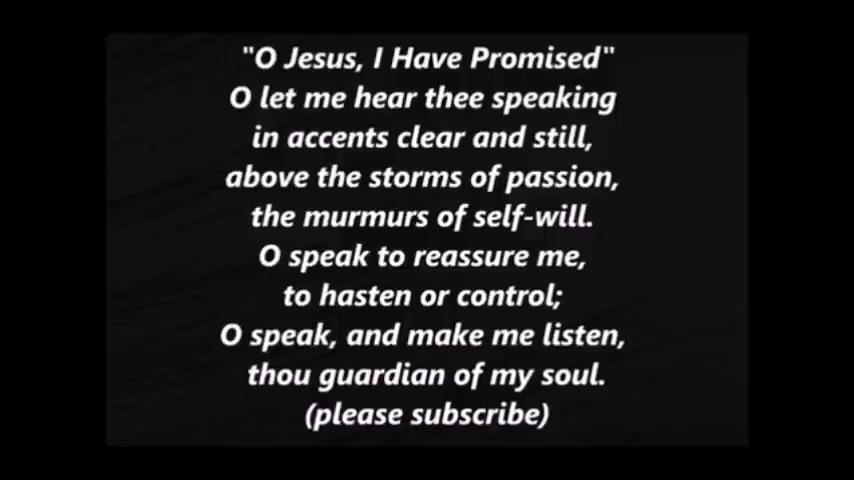 "O Jesus, I Have Promised"
O let me hear thee speaking
in accents clear and still,
above the storms of passion,
the murmurs of self-will.
O speak to reassure me,
to hasten or control;
O speak, and make me listen,
thou guardian of my soul.
(please subscribe)